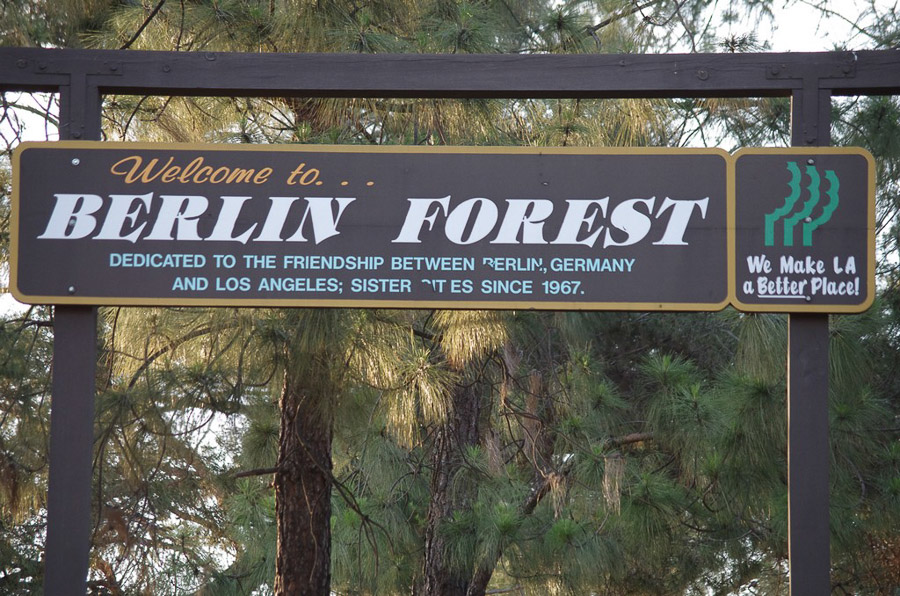 Welcome to...
BERLIN FOREST
DEDICATED TO THE FRIENDSHIP BETWEEN BERLIN, GERMANY
AND LOS ANGELES; SISTER CITIES SINCE 1967.
We Make LA
a Better Place!